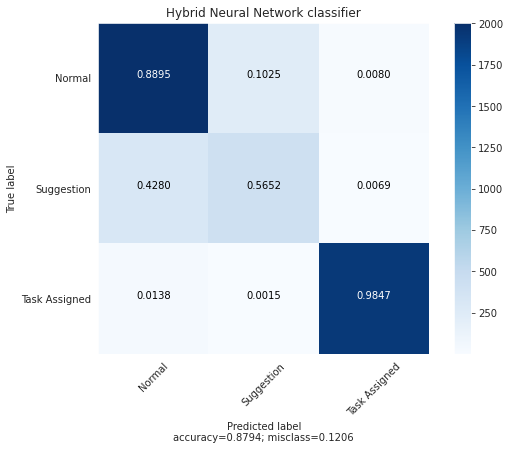 Hybrid Neural Network classifier
2000
Normal 0.8895 0.1025 0.0080
1750
1500
1250
True label
Suggestion 0.4280 0.5652 0.0069
1000
750
500
Task Assigned 0.0138 0.0015 0.9847
250
Normal Suggestion Task Assigned
Predicted label
accuracy=0.8794; misclass=0.1206